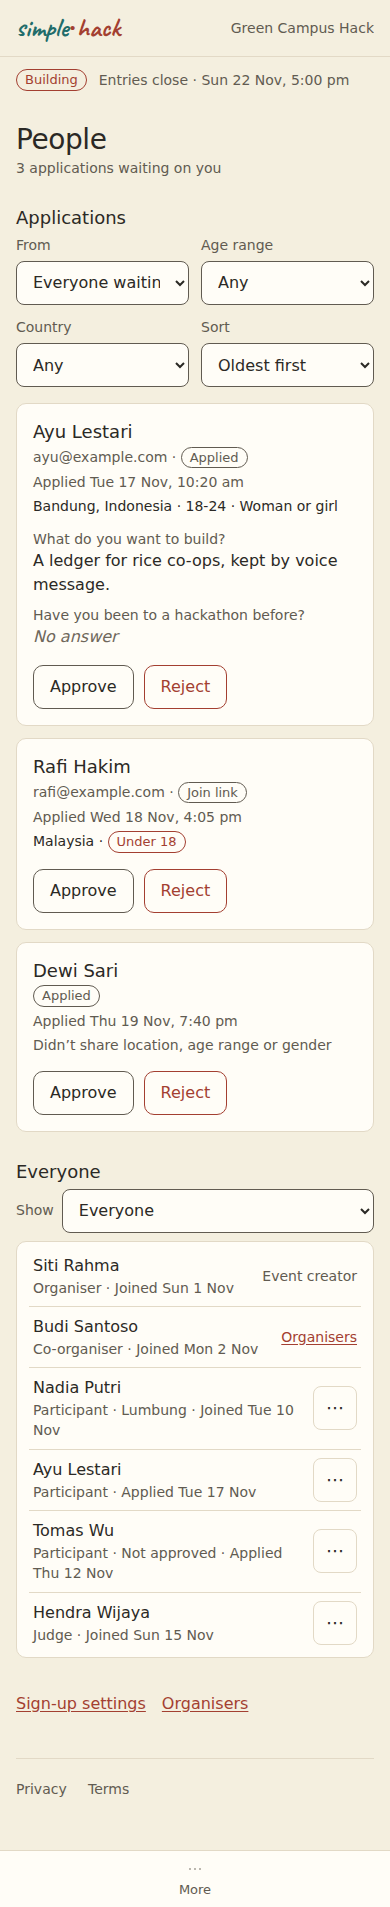 simple·hack
Green Campus Hack
Building
Entries close · Sun 22 Nov, 5:00 pm
People
3 applications waiting on you
Applications
From
Age range
Everyone waitin
Any
Country
Sort
Any
Oldest first
Ayu Lestari
ayu@example.com · Applied
Applied Tue 17 Nov, 10:20 am
Bandung, Indonesia · 18-24 · Woman or girl
What do you want to build?
A ledger for rice co-ops, kept by voice
message.
Have you been to a hackathon before?
No answer
Approve
Reject
Rafi Hakim
rafi@example.com · Join link
Applied Wed 18 Nov, 4:05 pm
Malaysia · Under 18
Approve
Reject
Dewi Sari
Applied
Applied Thu 19 Nov, 7:40 pm
Didn’t share location, age range or gender
Approve
Reject
Everyone
Show
Everyone
Siti Rahma
Organiser · Joined Sun 1 Nov
Event creator
Budi Santoso
Co-organiser · Joined Mon 2 Nov
Organisers
Nadia Putri
Participant · Lumbung · Joined Tue 10
Nov
⋯
Ayu Lestari
Participant · Applied Tue 17 Nov
⋯
Tomas Wu
Participant · Not approved · Applied
Thu 12 Nov
⋯
Hendra Wijaya
Judge · Joined Sun 15 Nov
⋯
Sign-up settings
Organisers
Privacy
Terms
⋯
More